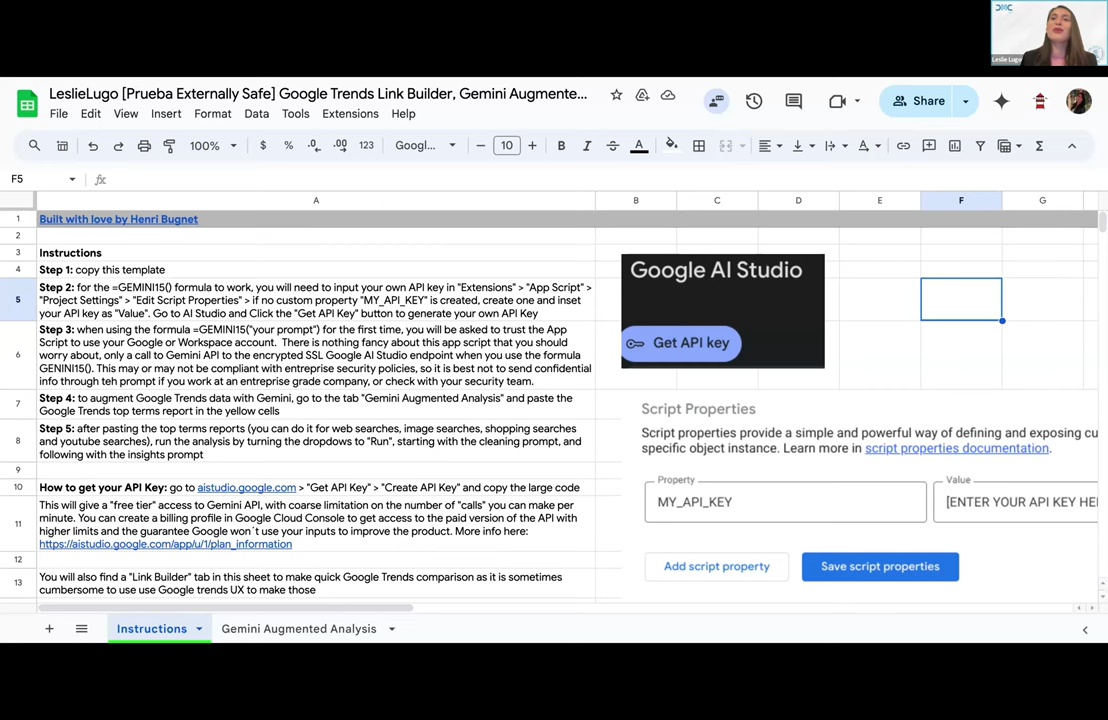 DMC
Leslie Lugo
LeslieLugo [Prueba Externally Safe] Google Trends Link Builder, Gemini Augmente...
File Edit View Insert Format Data Tools Extensions Help
Share
100% $ % .0 .00 123 Googl... 10 B I A
F5 fx
A B C D E F G
1 Built with love by Henri Bugnet
2
3 Instructions
4 Step 1: copy this template
5 Step 2: for the =GEMINI15() formula to work, you will need to input your own API key in "Extensions" > "App Script" >
"Project Settings" > "Edit Script Properties" > if no custom property "MY_API_KEY" is created, create one and inset
your API key as "Value". Go to AI Studio and Click the "Get API Key" button to generate your own API Key
6 Step 3: when using the formula =GEMINI15("your prompt") for the first time, you will be asked to trust the App
Script to use your Google or Workspace account. There is nothing fancy about this app script that you should
worry about, only a call to Gemini API to the encrypted SSL Google AI Studio endpoint when you use the formula
GENINI15(). This may or may not be compliant with entreprise security policies, so it is best not to send confidential
info through teh prompt if you work at an entreprise grade company, or check with your security team.
7 Step 4: to augment Google Trends data with Gemini, go to the tab "Gemini Augmented Analysis" and paste the
Google Trends top terms report in the yellow cells
8 Step 5: after pasting the top terms reports (you can do it for web searches, image searches, shopping searches
and youtube searches), run the analysis by turning the dropdowns to "Run", starting with the cleaning prompt, and
following with the insights prompt
9
10 How to get your API Key: go to aistudio.google.com > "Get API Key" > "Create API Key" and copy the large code
11 This will give a "free tier" access to Gemini API, with coarse limitation on the number of "calls" you can make per
minute. You can create a billing profile in Google Cloud Console to get access to the paid version of the API with
higher limits and the guarantee Google won´t use your inputs to improve the product. More info here:
https://aistudio.google.com/app/u/1/plan_information
12
13 You will also find a "Link Builder" tab in this sheet to make quick Google Trends comparison as it is sometimes
cumbersome to use use Google trends UX to make those
Google AI Studio
Get API key
Script Properties
Script properties provide a simple and powerful way of defining and exposing cu
specific object instance. Learn more in script properties documentation.
Property Value
MY_API_KEY [ENTER YOUR API KEY HE
Add script property Save script properties
Instructions Gemini Augmented Analysis